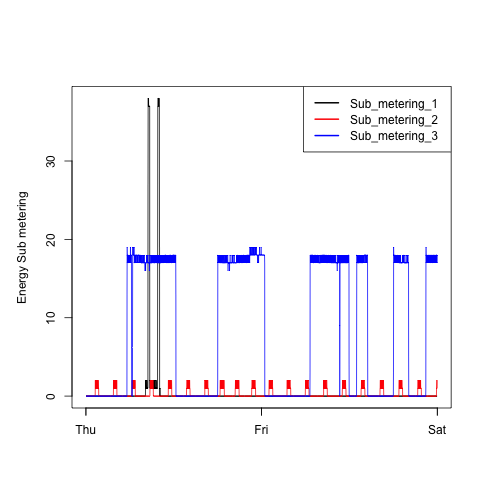 Sub_metering_1
Sub_metering_2
Sub_metering_3
Energy Sub metering
30
20
10
0
Thu Fri Sat